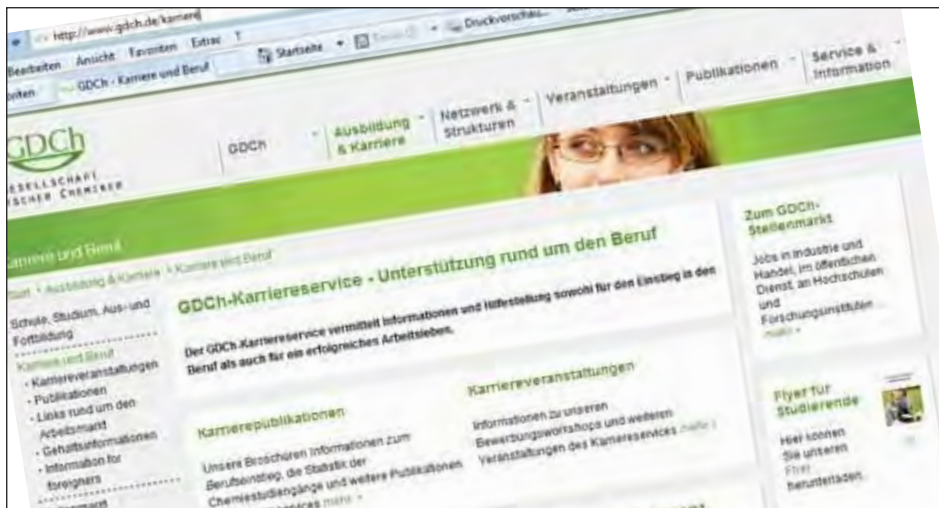 http://www.gdch.de/karriere
Bearbeiten Ansicht Favoriten Extras ?
GDCh - Karriere und Beruf
Startseite
Druckvorschau...
GDCh
GESELLSCHAFT
DEUTSCHER CHEMIKER
GDCh
Ausbildung
& Karriere
Netzwerk &
Strukturen
Veranstaltungen
Publikationen
Service &
Information
Karriere und Beruf
Start Ausbildung & Karriere Karriere und Beruf
Schule, Studium, Aus- und
Fortbildung
Karriere und Beruf
Karriereveranstaltungen
Publikationen
Links rund um den
Arbeitsmarkt
Gehaltsinformationen
Information for
foreigners
GDCh-Karriereservice - Unterstützung rund um den Beruf
Der GDCh-Karriereservice vermittelt Informationen und Hilfestellung sowohl für den Einstieg in den
Beruf als auch für ein erfolgreiches Arbeitsleben.
Karrierepublikationen
Unsere Broschüren Informationen zum
Berufseinstieg, die Statistik der
Chemiestudiengänge und weitere Publikationen
mehr
Karriereveranstaltungen
Informationen zu unseren
Bewerbungsworkshops und weiteren
Veranstaltungen des Karriereservices mehr
Zum GDCh-
Stellenmarkt
Jobs in Industrie und
Handel, im öffentlichen
Dienst, an Hochschulen
und
Forschungsinstituten
mehr
Flyer für
Studierende
Hier können
Sie unseren
Flyer
herunterladen.